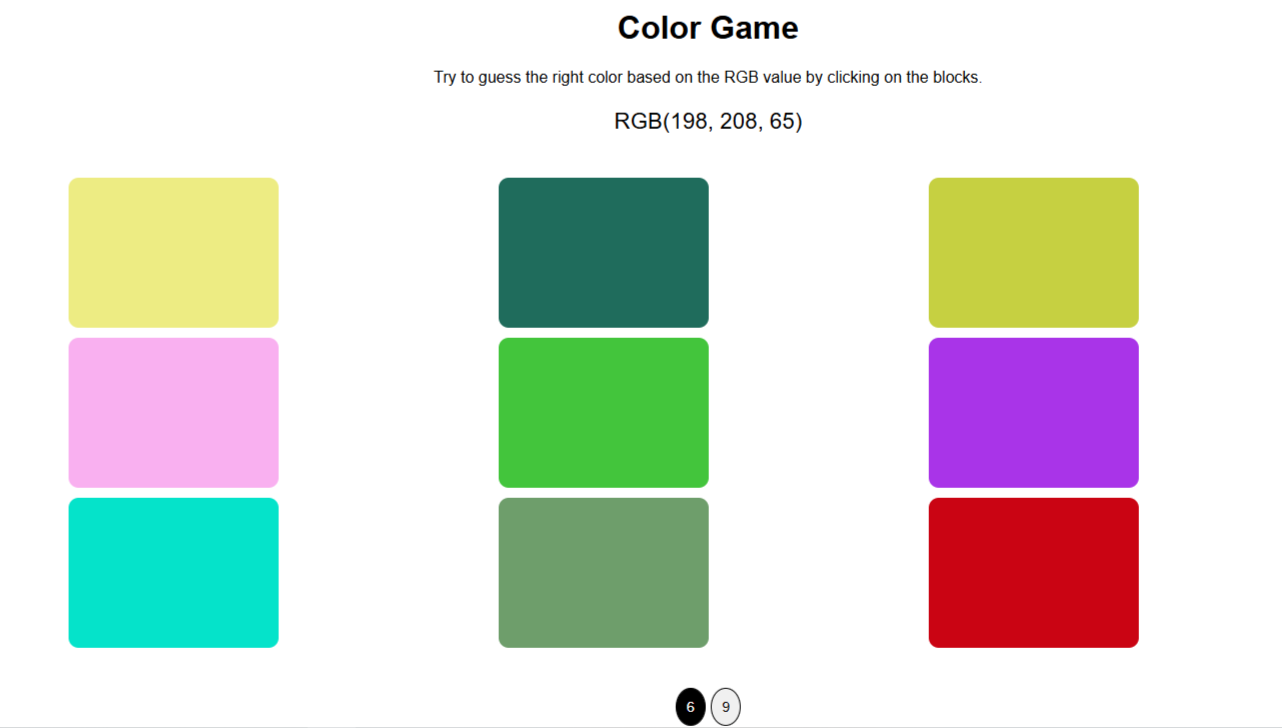 Color Game
Try to guess the right color based on the RGB value by clicking on the blocks.
RGB(198, 208, 65)
6 9